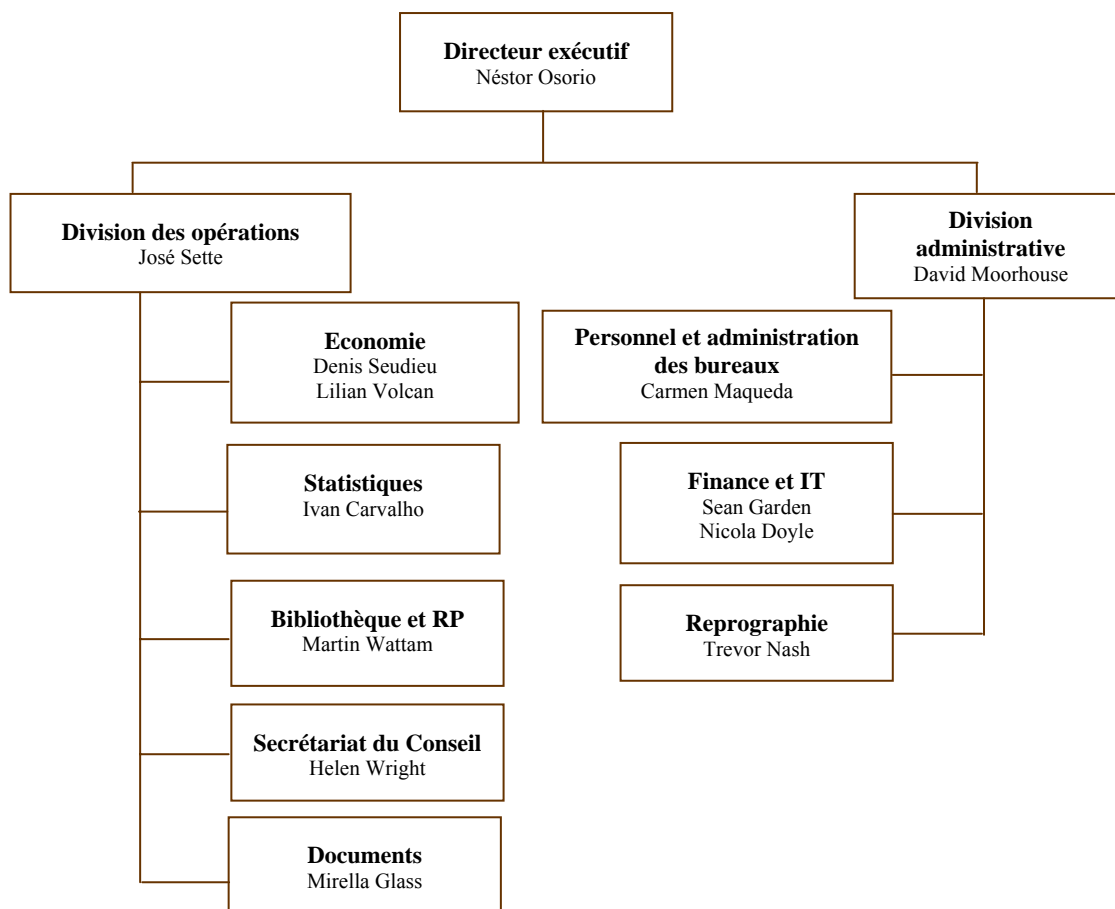 Directeur exécutif
Néstor Osorio
Division des opérations
José Sette
Division
administrative
David Moorhouse
Economie
Denis Seudieu
Lilian Volcan
Personnel et administration
des bureaux
Carmen Maqueda
Statistiques
Ivan Carvalho
Finance et IT
Sean Garden
Nicola Doyle
Bibliothèque et RP
Martin Wattam
Reprographie
Trevor Nash
Secrétariat du Conseil
Helen Wright
Documents
Mirella Glass